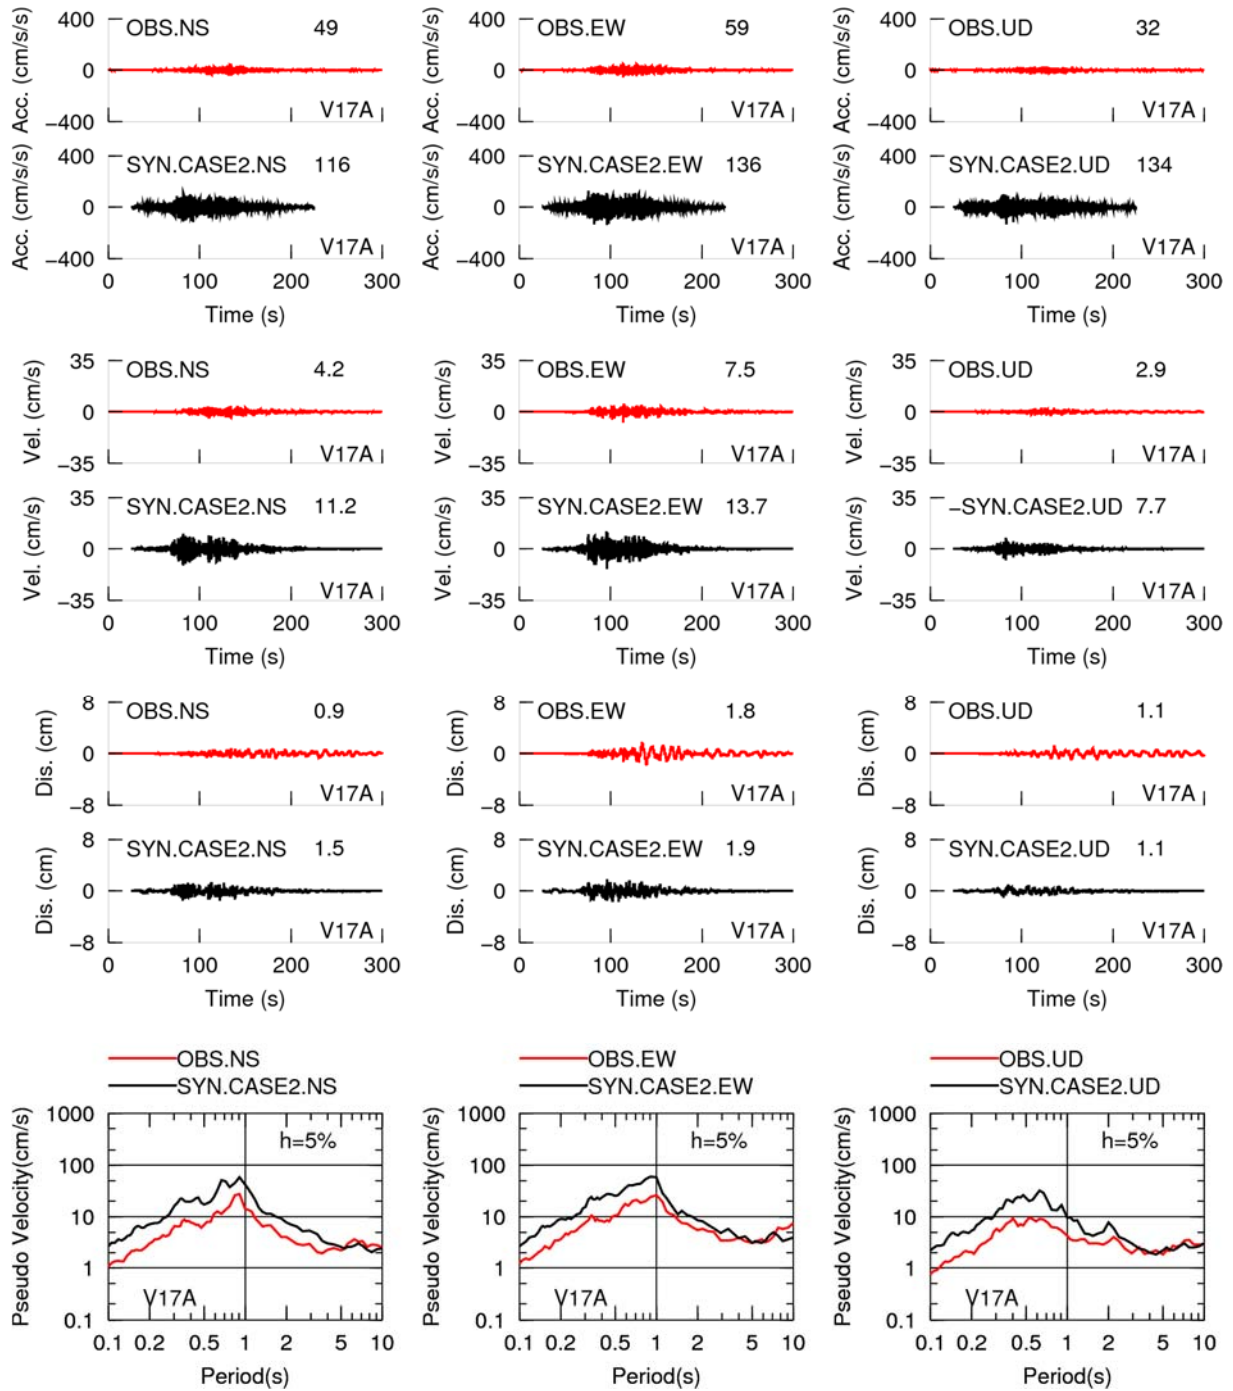 400 OBS.NS 49 400 OBS.EW 59 400 OBS.UD 32
Acc. (cm/s/s) 0 Acc. (cm/s/s) 0 Acc. (cm/s/s) 0
−400 V17A −400 V17A −400 V17A
400 SYN.CASE2.NS 116 400 SYN.CASE2.EW 136 400 SYN.CASE2.UD 134
Acc. (cm/s/s) 0 Acc. (cm/s/s) 0 Acc. (cm/s/s) 0
−400 V17A −400 V17A −400 V17A
0 100 200 300 0 100 200 300 0 100 200 300
Time (s) Time (s) Time (s)
35 OBS.NS 4.2 35 OBS.EW 7.5 35 OBS.UD 2.9
Vel. (cm/s) 0 Vel. (cm/s) 0 Vel. (cm/s) 0
−35 V17A −35 V17A −35 V17A
35 SYN.CASE2.NS 11.2 35 SYN.CASE2.EW 13.7 35 −SYN.CASE2.UD 7.7
Vel. (cm/s) 0 Vel. (cm/s) 0 Vel. (cm/s) 0
−35 V17A −35 V17A −35 V17A
0 100 200 300 0 100 200 300 0 100 200 300
Time (s) Time (s) Time (s)
8 OBS.NS 0.9 8 OBS.EW 1.8 8 OBS.UD 1.1
Dis. (cm) 0 Dis. (cm) 0 Dis. (cm) 0
−8 V17A −8 V17A −8 V17A
8 SYN.CASE2.NS 1.5 8 SYN.CASE2.EW 1.9 8 SYN.CASE2.UD 1.1
Dis. (cm) 0 Dis. (cm) 0 Dis. (cm) 0
−8 V17A −8 V17A −8 V17A
0 100 200 300 0 100 200 300 0 100 200 300
Time (s) Time (s) Time (s)
OBS.NS OBS.EW OBS.UD
SYN.CASE2.NS SYN.CASE2.EW SYN.CASE2.UD
1000 1000 1000
h=5% h=5% h=5%
100 100 100
Pseudo Velocity(cm/s) 10 Pseudo Velocity(cm/s) 10 Pseudo Velocity(cm/s) 10
1 1 1
V17A V17A V17A
0.1 0.1 0.1
0.1 0.2 0.5 1 2 5 10 0.1 0.2 0.5 1 2 5 10 0.1 0.2 0.5 1 2 5 10
Period(s) Period(s) Period(s)